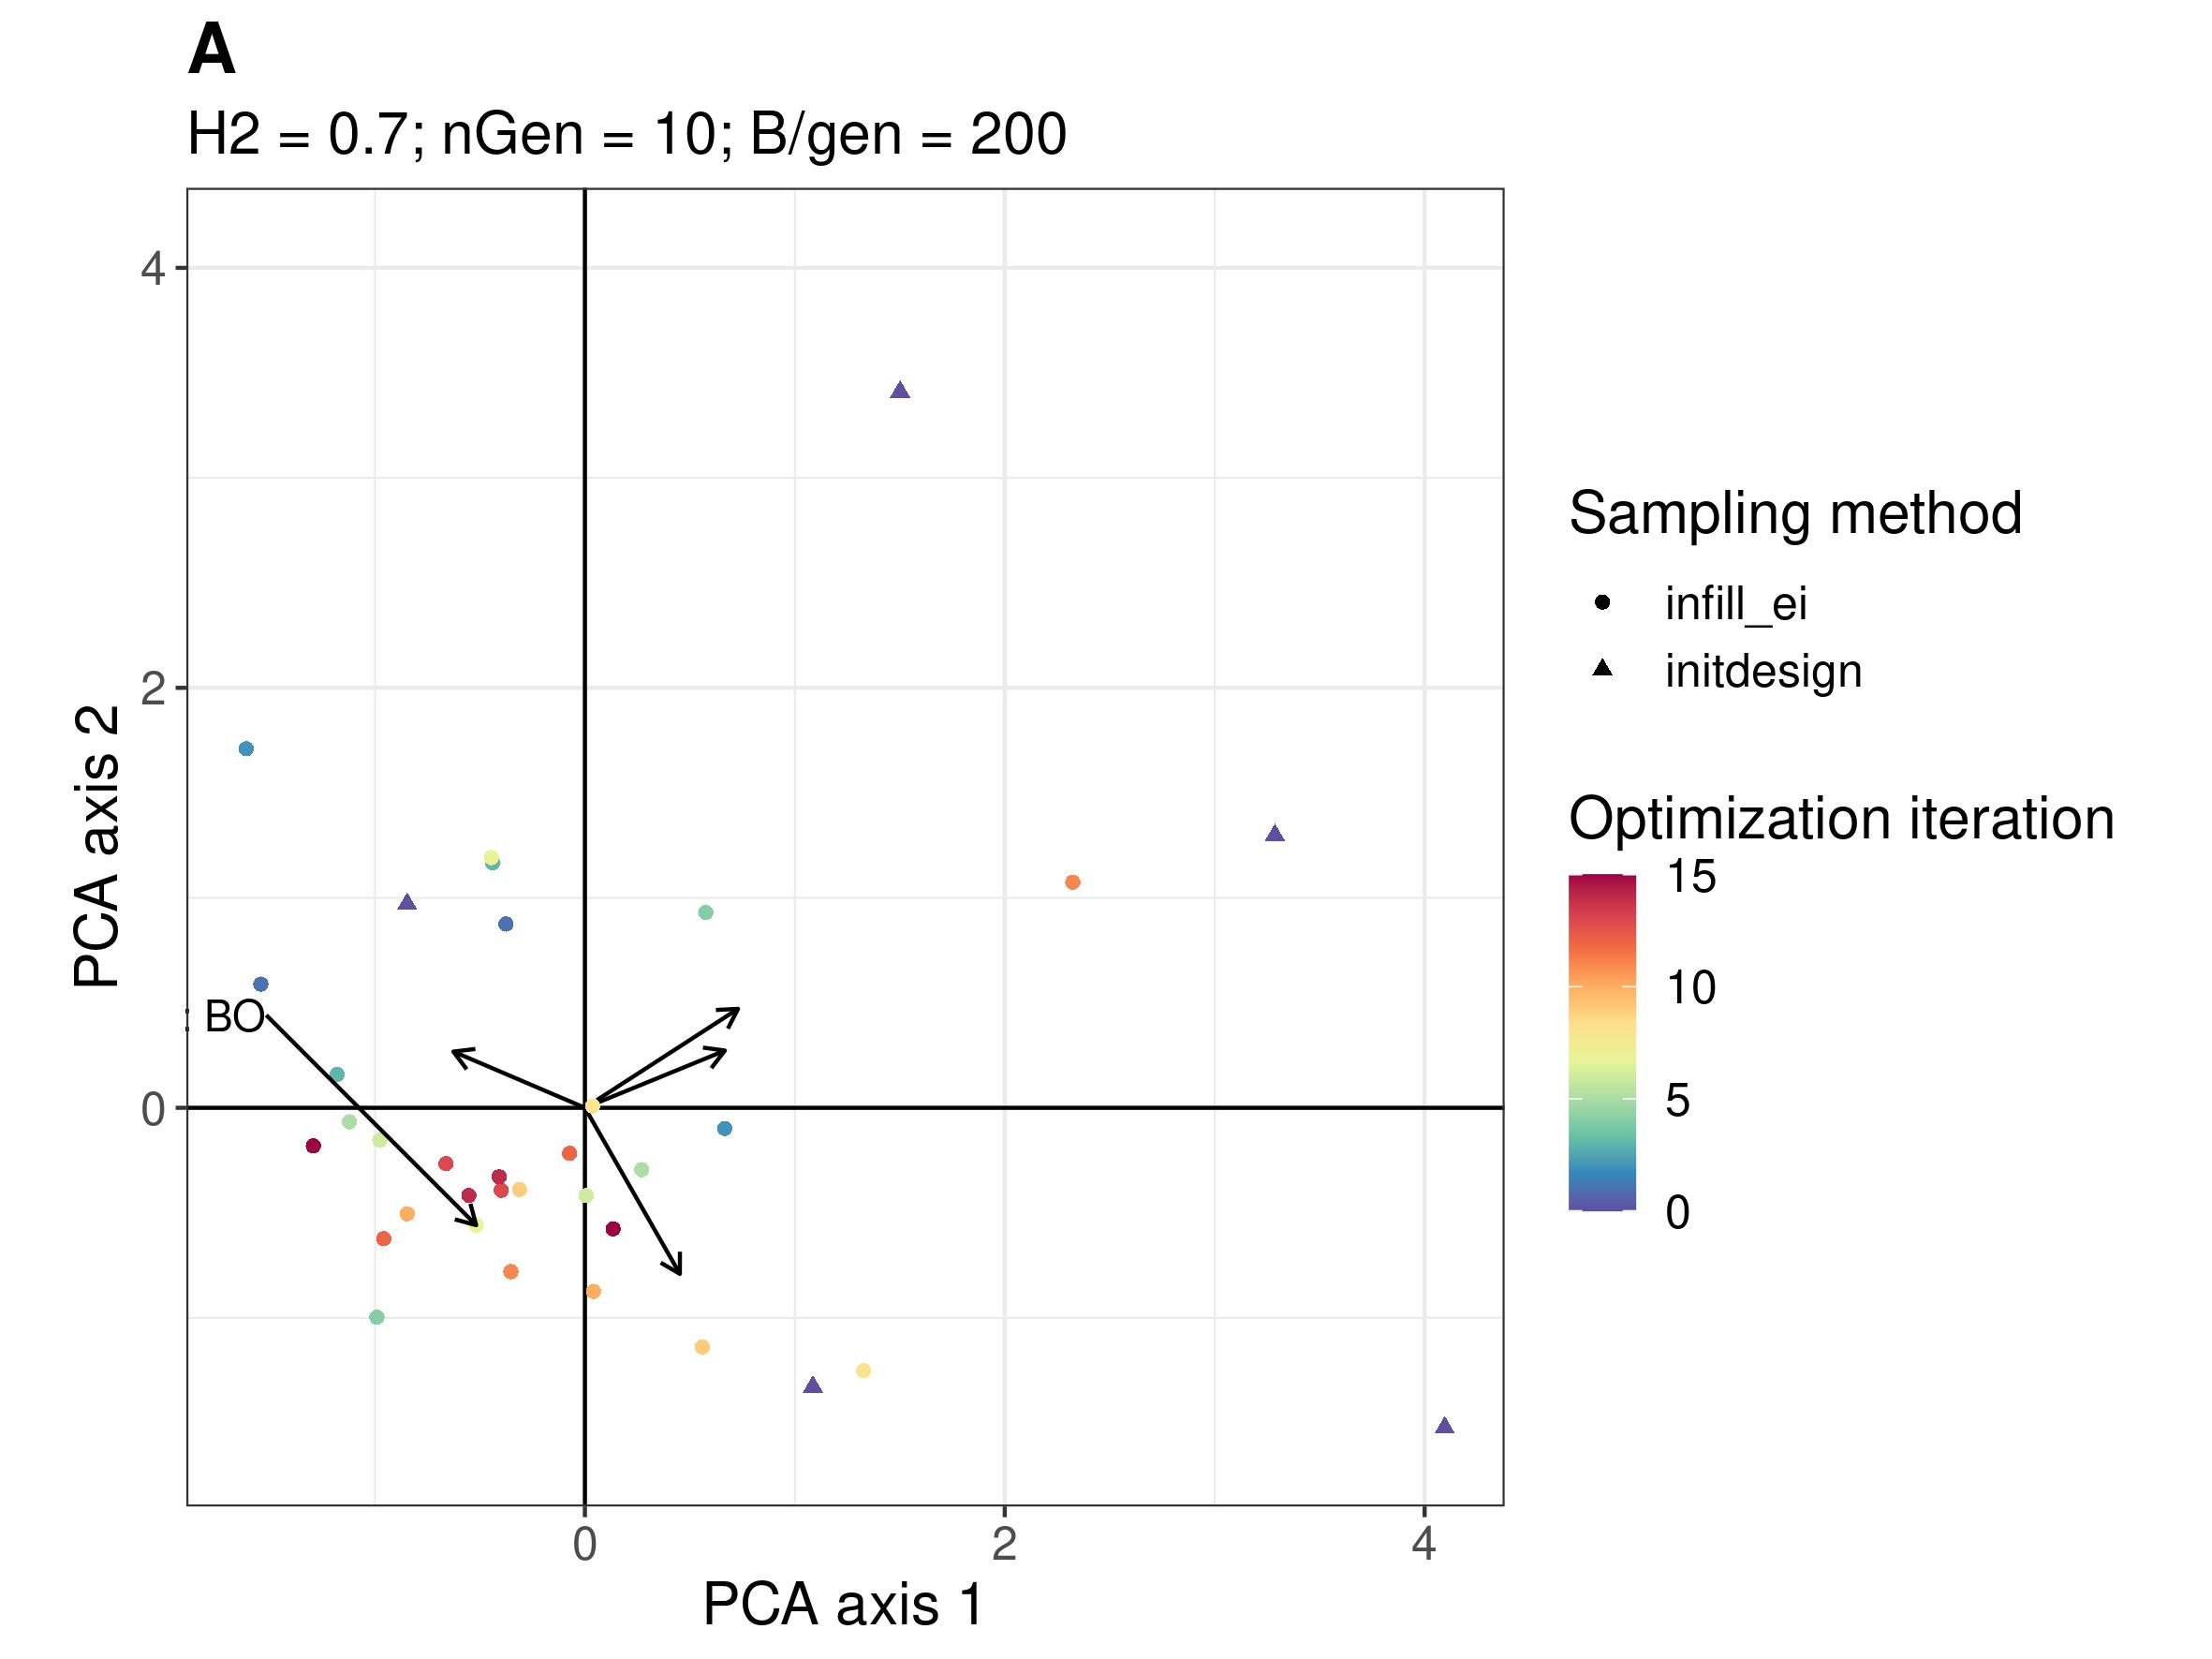 A
H2 = 0.7; nGen = 10; B/gen = 200
4
2
0
PCA axis 2
BO
0
2
4
PCA axis 1
Sampling method
infill_ei
initdesign
Optimization iteration
15
10
5
0